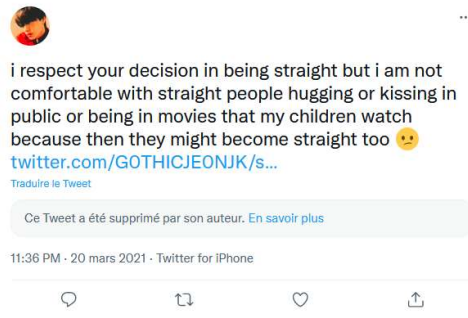 i respect your decision in being straight but i am not
comfortable with straight people hugging or kissing in
public or being in movies that my children watch
because then they might become straight too 😕
twitter.com/G0THICJE0NJK/s...
Traduire le Tweet
Ce Tweet a été supprimé par son auteur. En savoir plus
11:36 PM · 20 mars 2021 · Twitter for iPhone